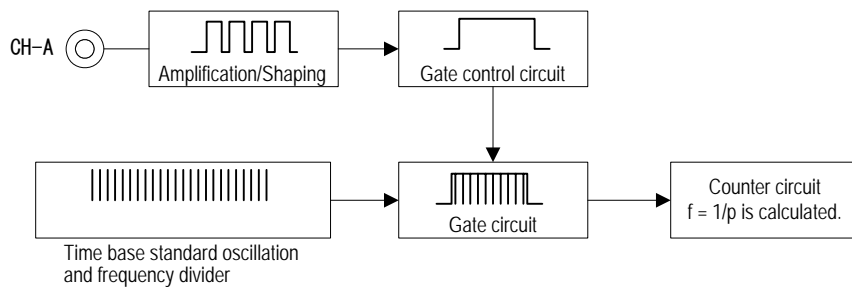 CH-A
Amplification/Shaping
Gate control circuit
Gate circuit
Counter circuit
f = 1/p is calculated.
Time base standard oscillation
and frequency divider